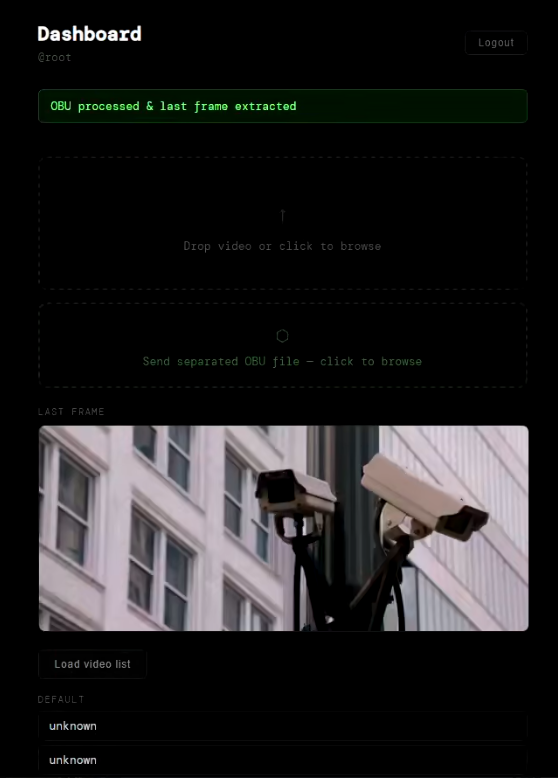 Dashboard
@root
Logout
OBU processed & last frame extracted
↑
Drop video or click to browse
Send separated OBU file — click to browse
LAST FRAME
Load video list
DEFAULT
unknown
unknown